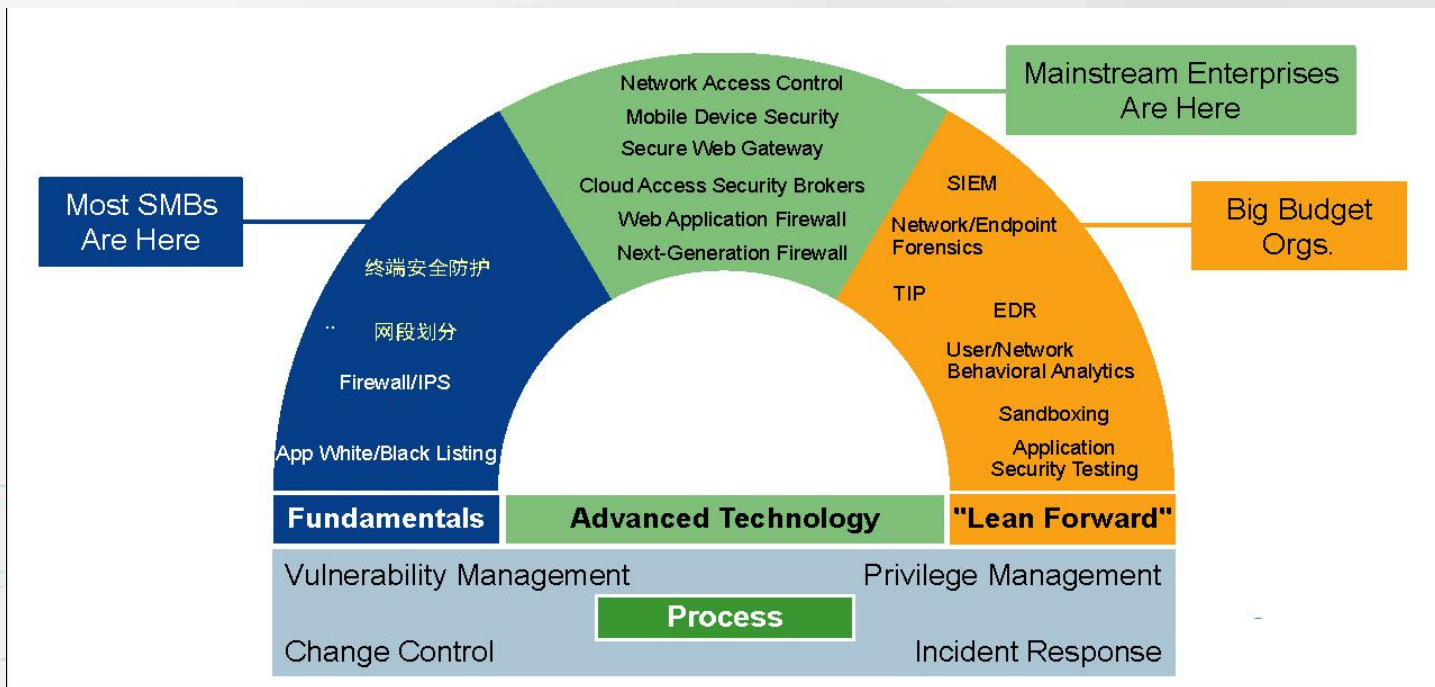 Most SMBs
Are Here
终端安全防护
网段划分
Firewall/IPS
App White/Black Listing
Network Access Control
Mobile Device Security
Secure Web Gateway
Cloud Access Security Brokers
Web Application Firewall
Next-Generation Firewall
Mainstream Enterprises
Are Here
SIEM
Network/Endpoint
Forensics
TIP
EDR
User/Network
Behavioral Analytics
Sandboxing
Application
Security Testing
Big Budget
Orgs.
Fundamentals
Advanced Technology
"Lean Forward"
Vulnerability Management
Privilege Management
Process
Change Control
Incident Response